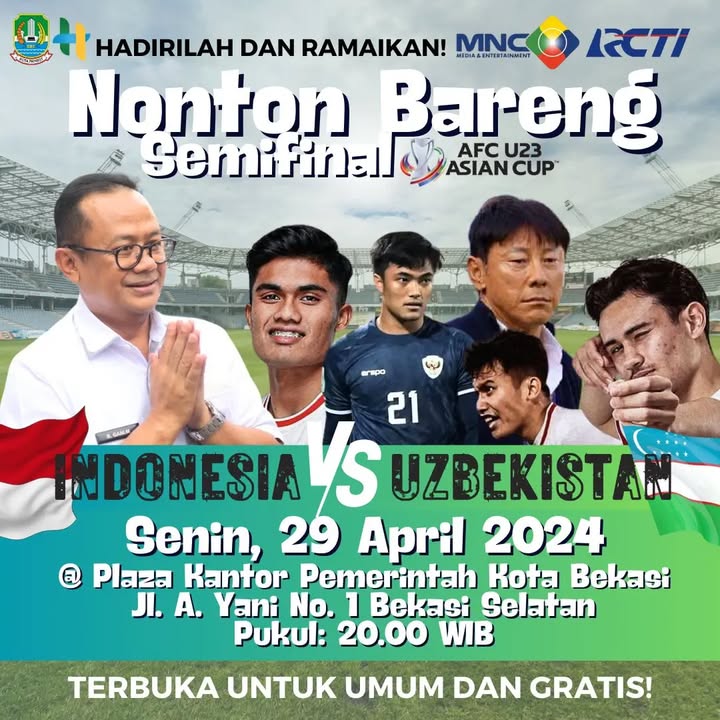 HADIRILAH DAN RAMAIKAN!
MNC
MEDIA & ENTERTAINMENT
RCTI
Nonton Bareng
Semifinal
AFC U23
ASIAN CUP™
erspo
21
INDONESIA VS UZBEKISTAN
Senin, 29 April 2024
@ Plaza Kantor Pemerintah Kota Bekasi
Jl. A. Yani No. 1 Bekasi Selatan
Pukul: 20.00 WIB
TERBUKA UNTUK UMUM DAN GRATIS!